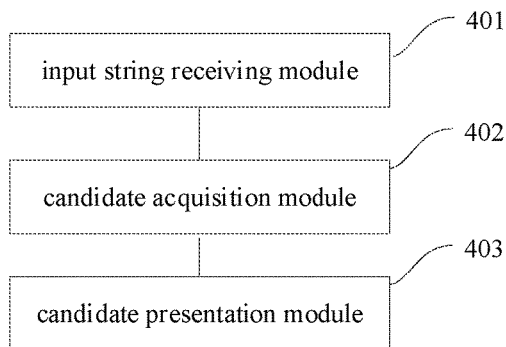 401
input string receiving module
402
candidate acquisition module
403
candidate presentation module